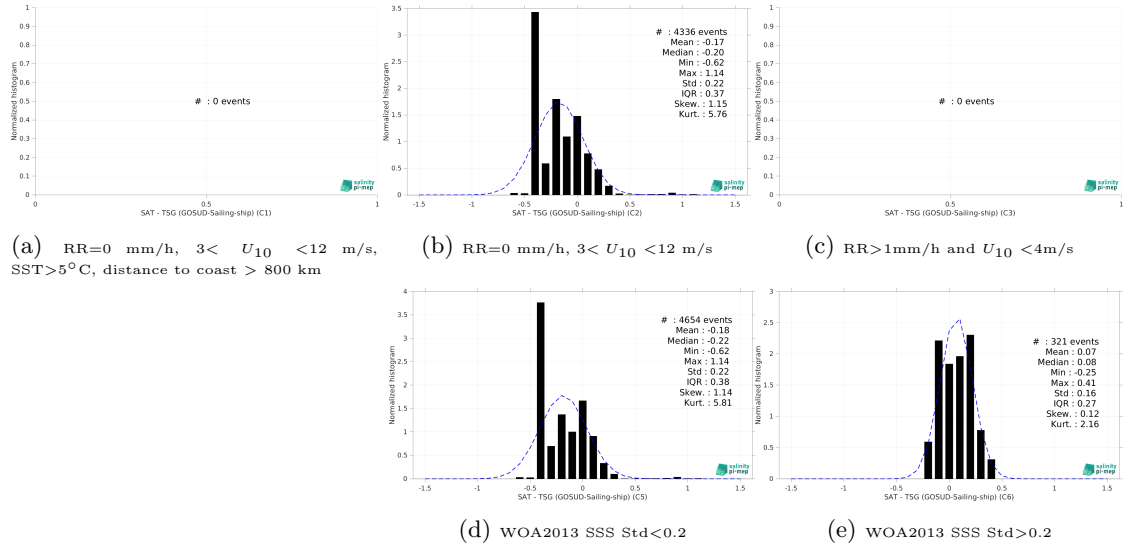 1
0.9
0.8
0.7
0.6
0.5
0.4
0.3
0.2
0.1
0
Normalized histogram
# : 0 events
salinity
pi-mep
0 0.5 1
SAT - TSG (GOSUD-Sailing-ship) (C1)
(a) RR=0 mm/h, 3< U10 <12 m/s,
SST>5°C, distance to coast > 800 km
3.5
3
2.5
2
1.5
1
0.5
0
Normalized histogram
# : 4336 events
Mean : -0.17
Median : -0.20
Min : -0.62
Max : 1.14
Std : 0.22
IQR : 0.37
Skew. : 1.15
Kurt. : 5.76
salinity
pi-mep
-1.5 -1 -0.5 0 0.5 1 1.5
SAT - TSG (GOSUD-Sailing-ship) (C2)
(b) RR=0 mm/h, 3< U10 <12 m/s
1
0.9
0.8
0.7
0.6
0.5
0.4
0.3
0.2
0.1
0
Normalized histogram
# : 0 events
salinity
pi-mep
0 0.5 1
SAT - TSG (GOSUD-Sailing-ship) (C3)
(c) RR>1mm/h and U10 <4m/s
4
3.5
3
2.5
2
1.5
1
0.5
0
Normalized histogram
# : 4654 events
Mean : -0.18
Median : -0.22
Min : -0.62
Max : 1.14
Std : 0.22
IQR : 0.38
Skew. : 1.14
Kurt. : 5.81
salinity
pi-mep
-1.5 -1 -0.5 0 0.5 1 1.5
SAT - TSG (GOSUD-Sailing-ship) (C5)
(d) WOA2013 SSS Std<0.2
3
2.5
2
1.5
1
0.5
0
Normalized histogram
# : 321 events
Mean : 0.07
Median : 0.08
Min : -0.25
Max : 0.41
Std : 0.16
IQR : 0.27
Skew. : 0.12
Kurt. : 2.16
salinity
pi-mep
-1.5 -1 -0.5 0 0.5 1 1.5
SAT - TSG (GOSUD-Sailing-ship) (C6)
(e) WOA2013 SSS Std>0.2